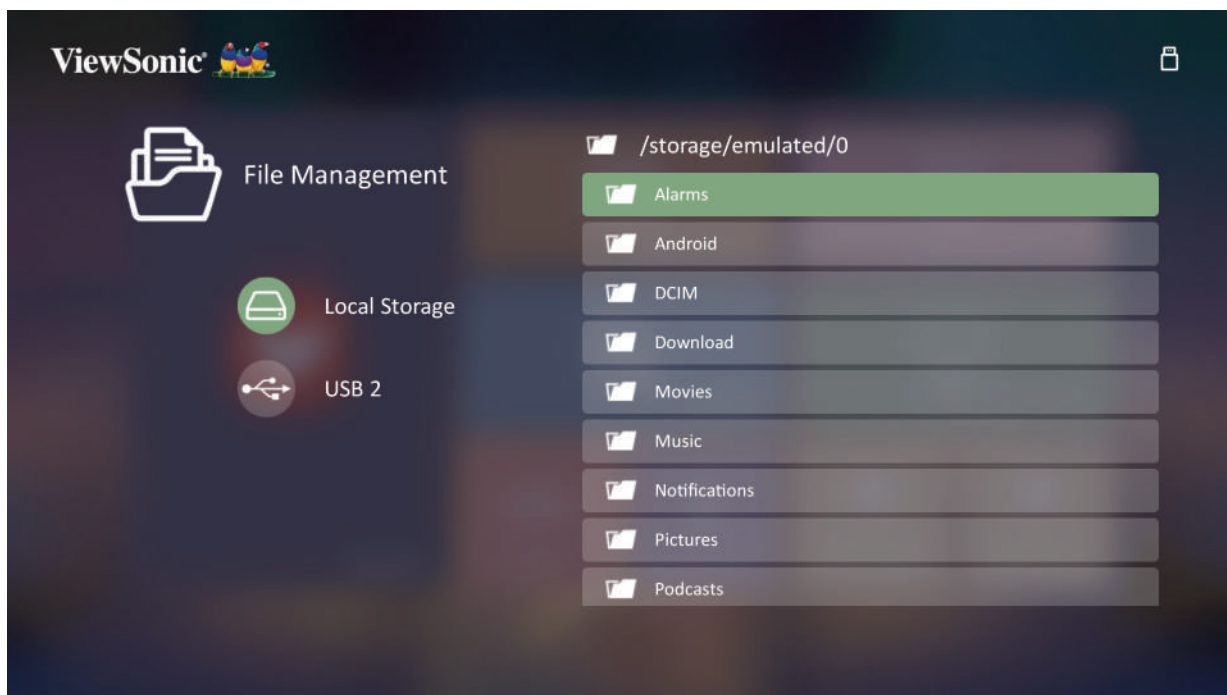 ViewSonic®
File Management
Local Storage
USB 2
/storage/emulated/0
Alarms
Android
DCIM
Download
Movies
Music
Notifications
Pictures
Podcasts